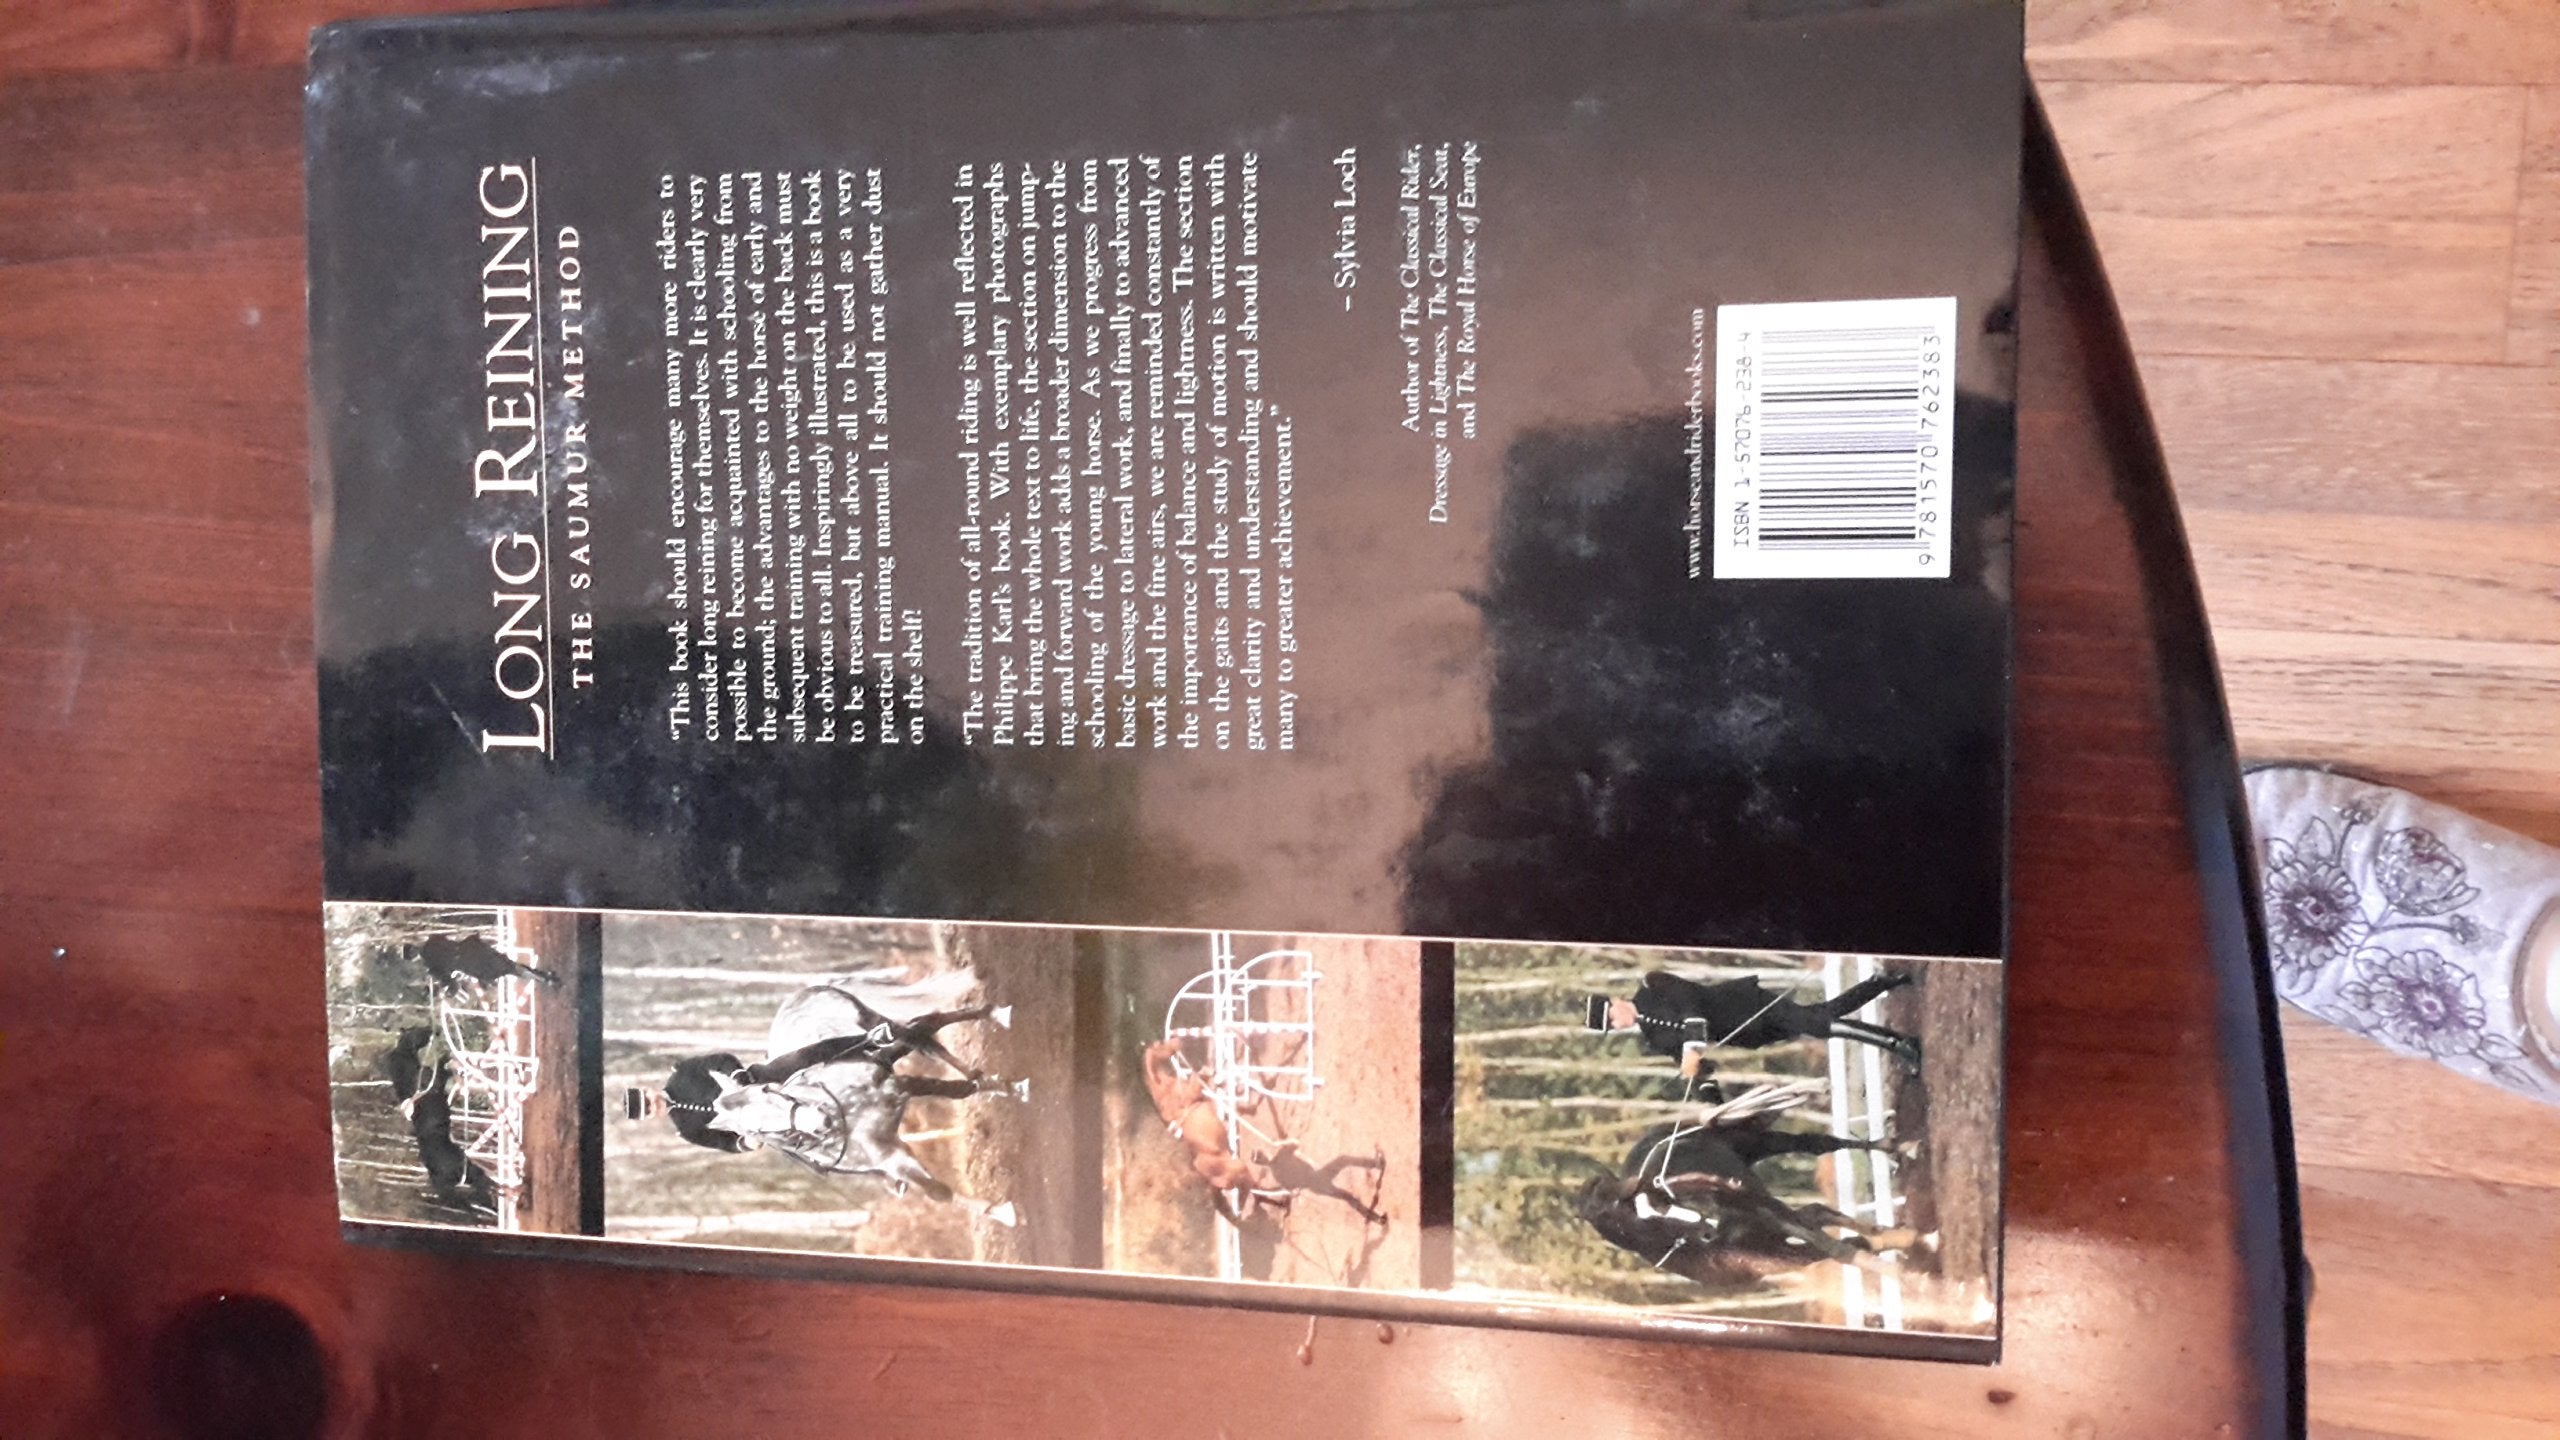 LONG REINING
THE SAUMUR METHOD
“This book should encourage many more riders to
consider long reining for themselves. It is clearly very
possible to become acquainted with schooling from
the ground; the advantages to the horse of early and
subsequent training with no weight on the back must
be obvious to all. Inspiringly illustrated, this is a book
to be treasured, but above all to be used as a very
practical training manual. It should not gather dust
on the shelf!
“The tradition of all-round riding is well reflected in
Philippe Karl's book. With exemplary photographs
that bring the whole text to life, the section on jump-
ing and forward work adds a broader dimension to the
schooling of the young horse. As we progress from
basic dressage to lateral work, and finally to advanced
work and the fine airs, we are reminded constantly of
the importance of balance and lightness. The section
on the gaits and the study of motion is written with
great clarity and understanding and should motivate
many to greater achievement.”
– Sylvia Loch
Author of The Classical Rider,
Dressage in Lightness, The Classical Seat,
and The Royal Horse of Europe
www.horseandriderbooks.com
ISBN 1-57076-238-4
9 781570 762383